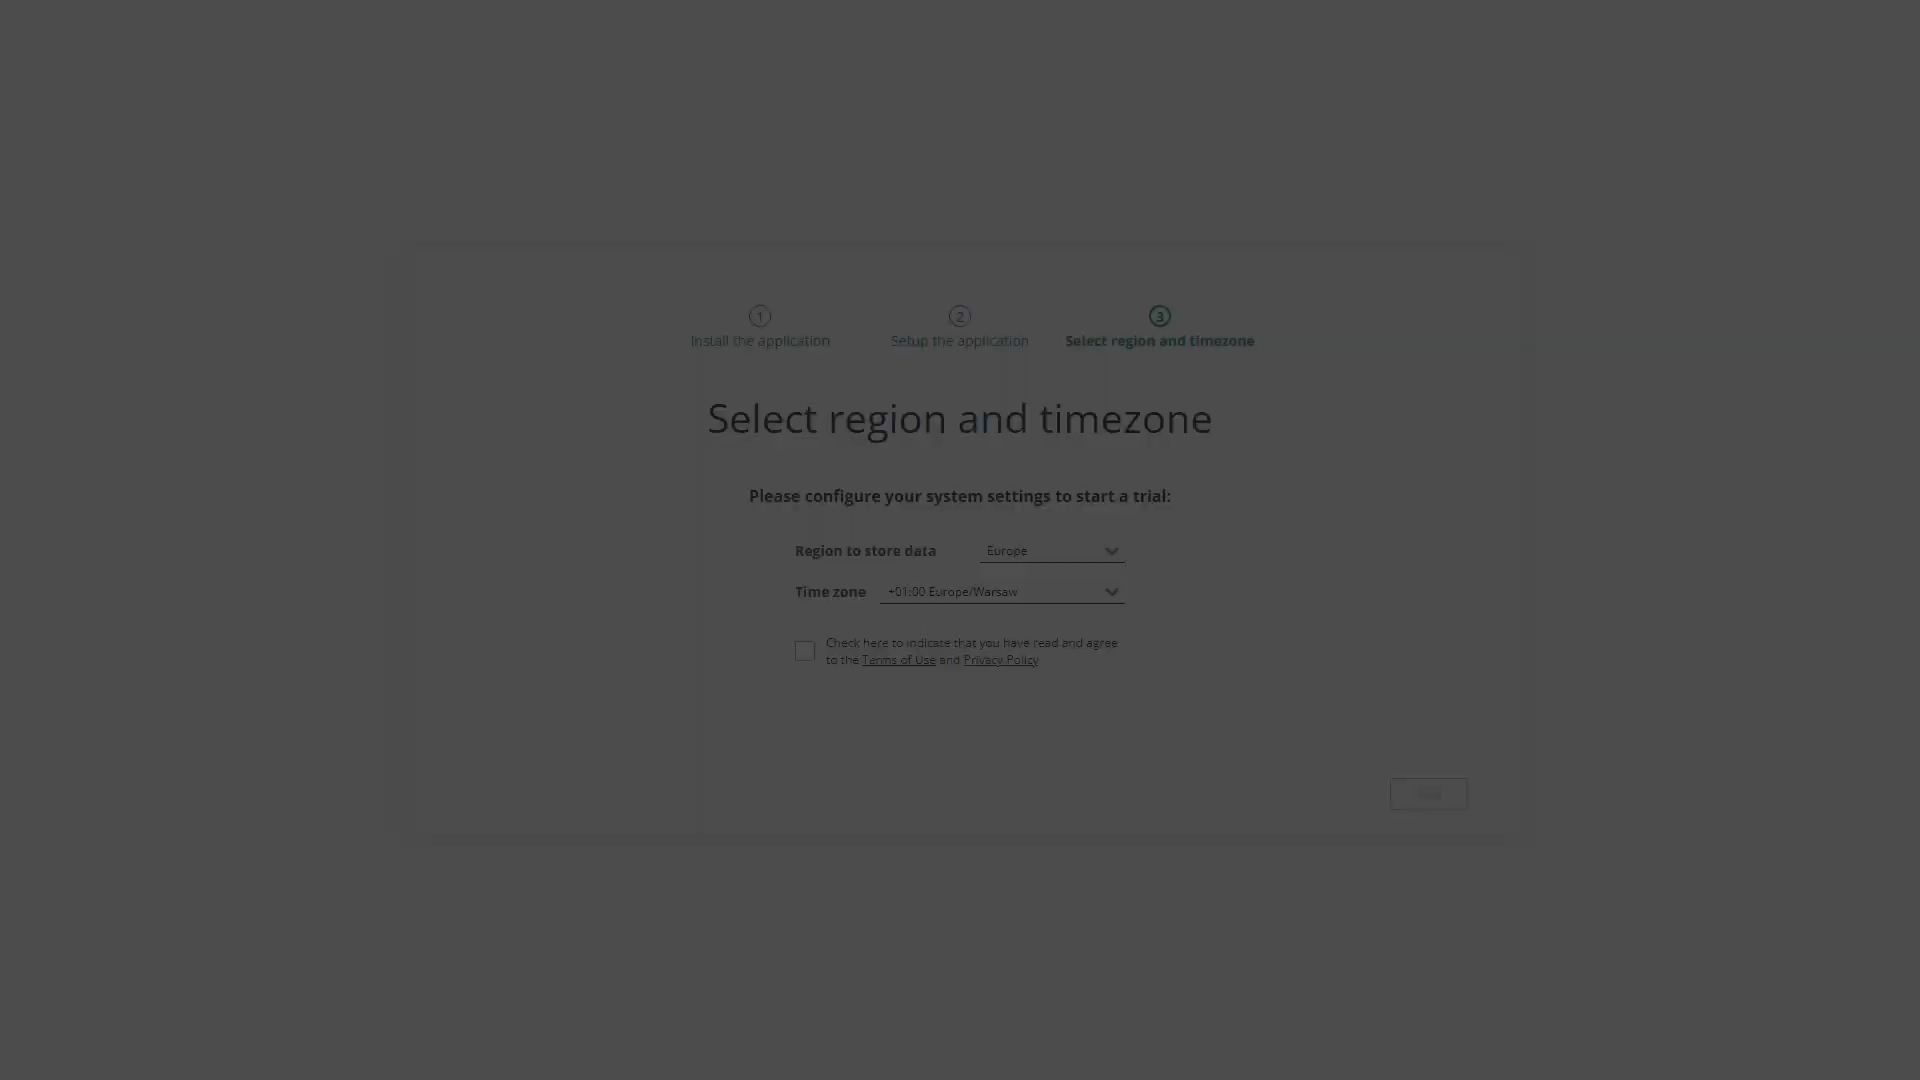 1
Install the application
2
Setup the application
3
Select region and timezone
Select region and timezone
Please configure your system settings to start a trial:
Region to store data
Europe
Time zone
+01:00 Europe/Warsaw
Check here to indicate that you have read and agree
to the Terms of Use and Privacy Policy